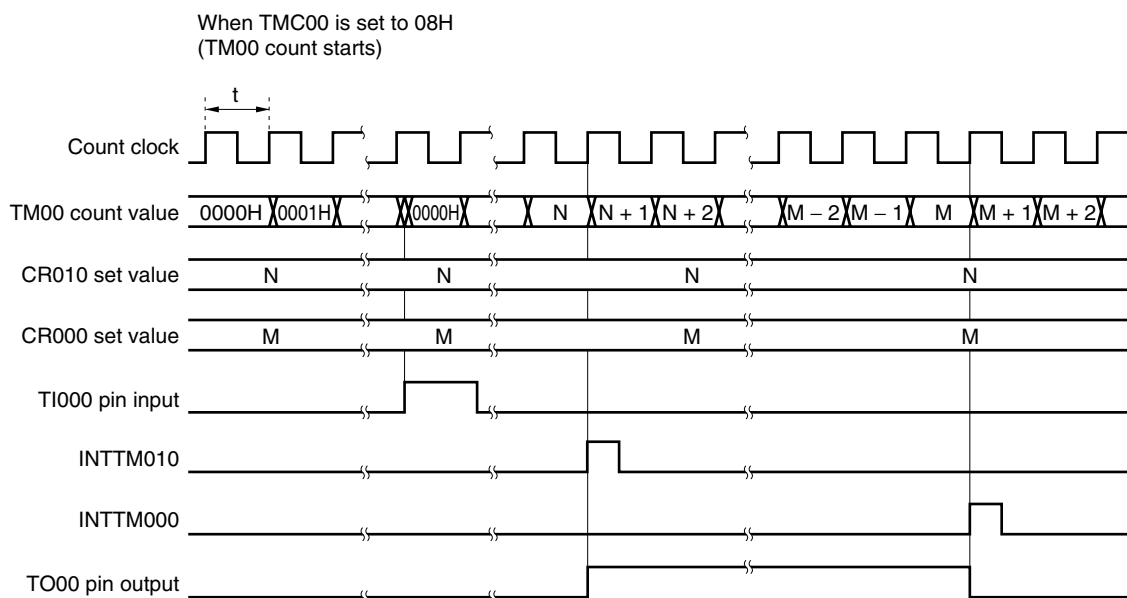 When TMC00 is set to 08H
(TM00 count starts)
t
Count clock
TM00 count value 0000H 0001H 0000H N N + 1 N + 2 M − 2 M − 1 M M + 1 M + 2
CR010 set value N N N N
CR000 set value M M M M
TI000 pin input
INTTM010
INTTM000
TO00 pin output